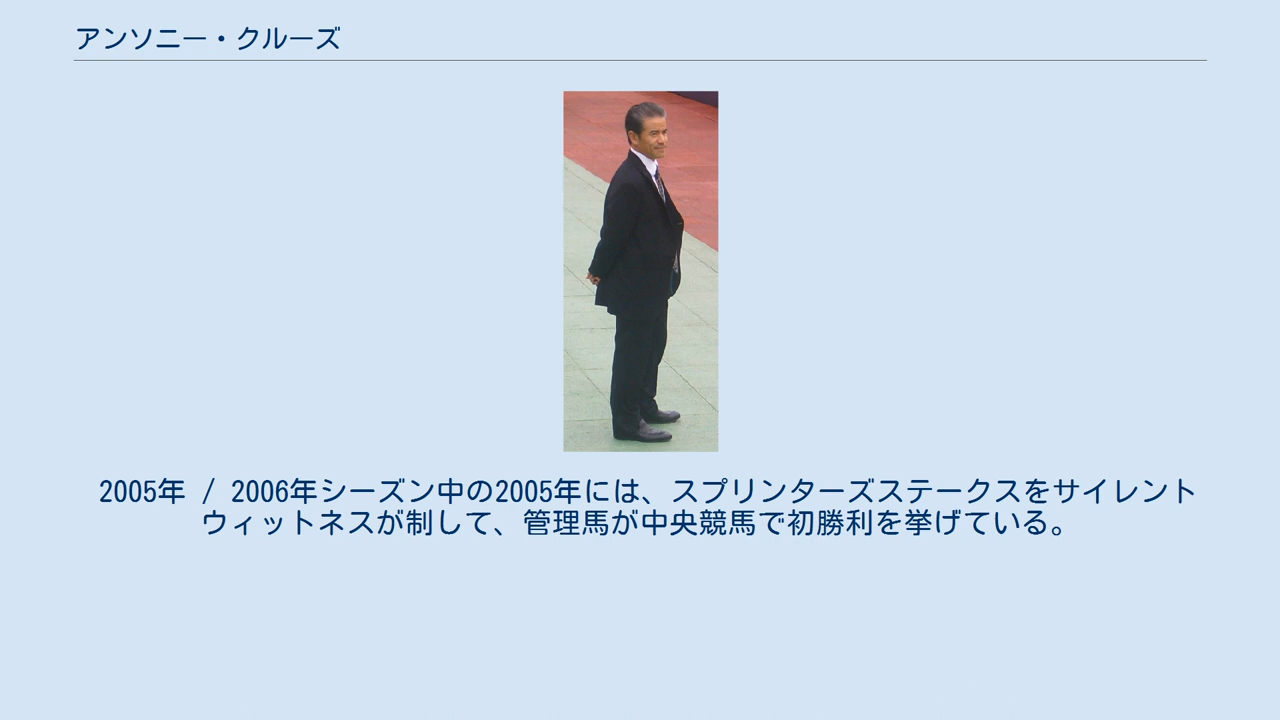 アンソニー・クルーズ
2005年 / 2006年シーズン中の2005年には、スプリンターズステークスをサイレント
ウィットネスが制して、管理馬が中央競馬で初勝利を挙げている。